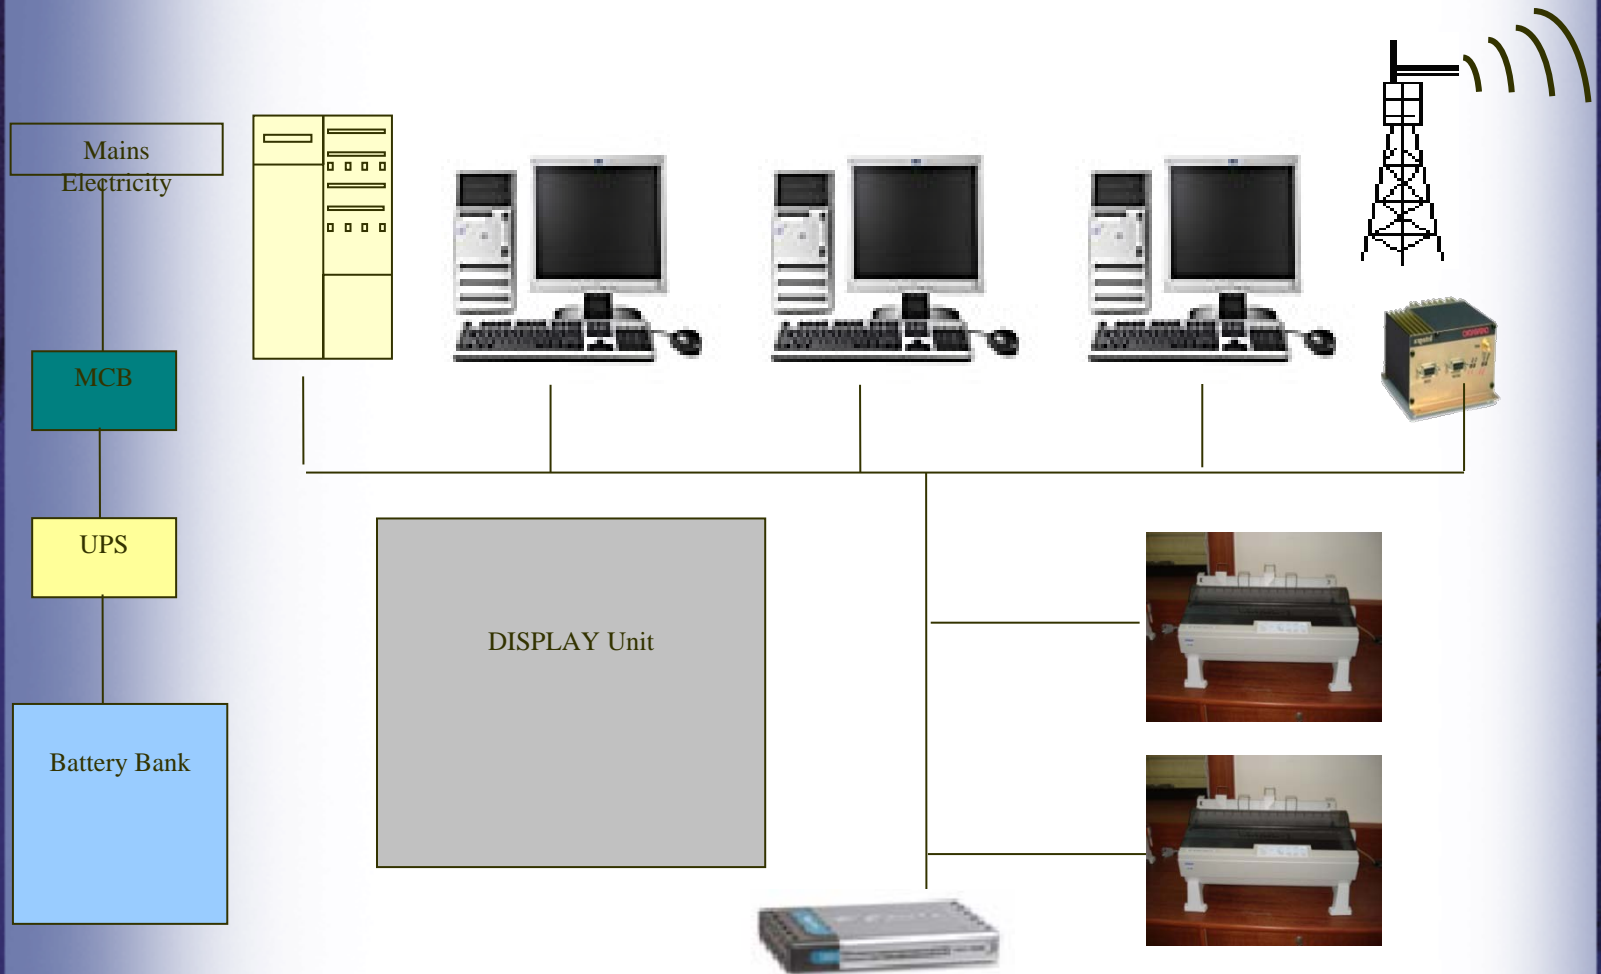 Mains
Electricity
MCB
UPS
DISPLAY Unit
Battery Bank